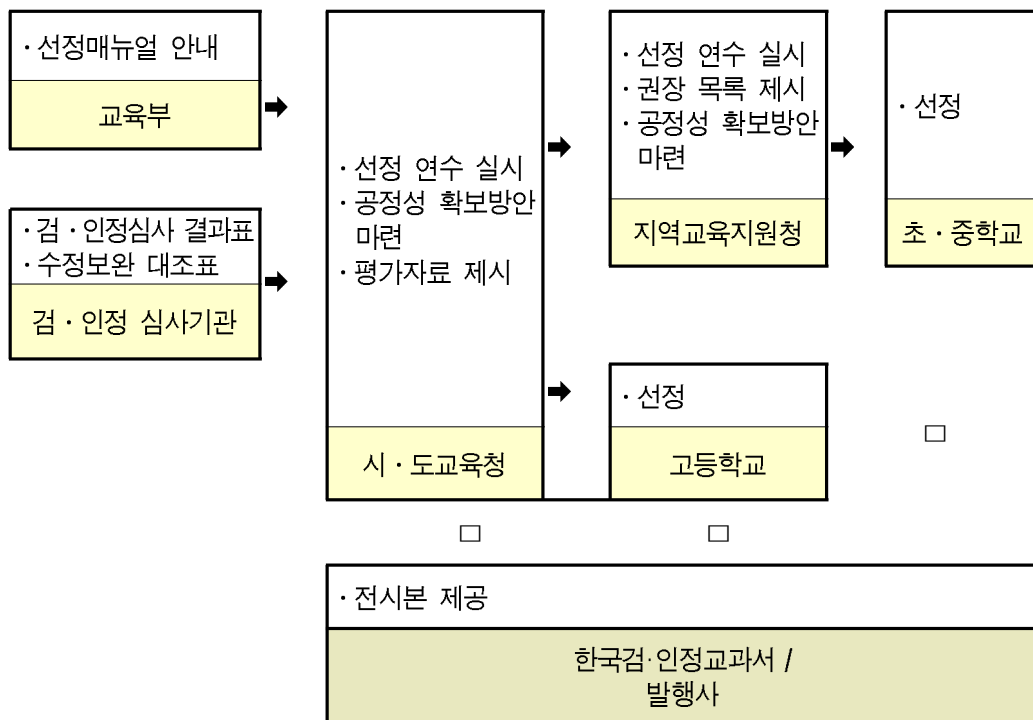 · 선정매뉴얼 안내
교육부
· 검 · 인정심사 결과표
· 수정보완 대조표
검 · 인정 심사기관
· 선정 연수 실시
· 공정성 확보방안
마련
· 평가자료 제시
시 · 도교육청
· 선정 연수 실시
· 권장 목록 제시
· 공정성 확보방안
마련
지역교육지원청
· 선정
초 · 중학교
· 선정
고등학교
· 전시본 제공
한국검·인정교과서 /
발행사